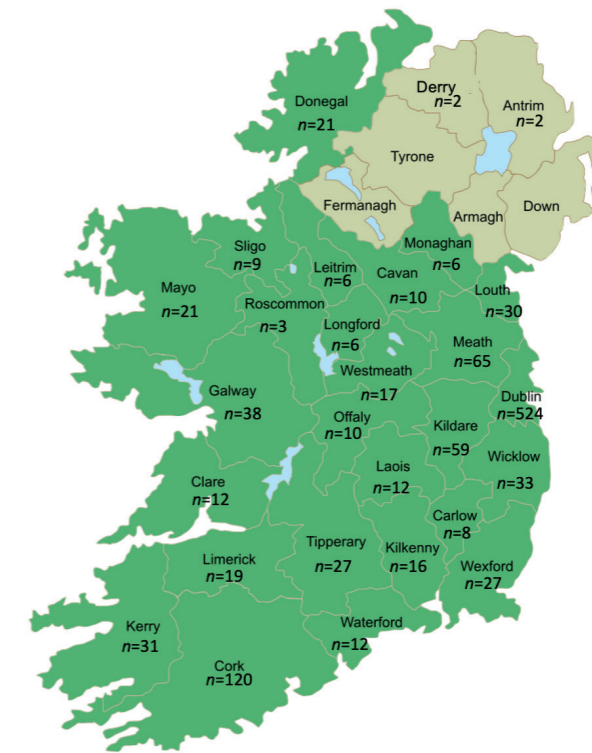 Derry
n=2
Donegal
n=21
Antrim
n=2
Tyrone
Fermanagh
Armagh
Down
Sligo
n=9
Monaghan
n=6
Leitrim
n=6
Cavan
n=10
Mayo
n=21
Louth
n=30
Roscommon
n=3
Longford
n=6
Meath
n=65
Westmeath
n=17
Galway
n=38
Dublin
n=524
Offaly
n=10
Kildare
n=59
Wicklow
n=33
Laois
n=12
Clare
n=12
Carlow
n=8
Tipperary
n=27
Kilkenny
n=16
Limerick
n=19
Wexford
n=27
Kerry
n=31
Waterford
n=12
Cork
n=120